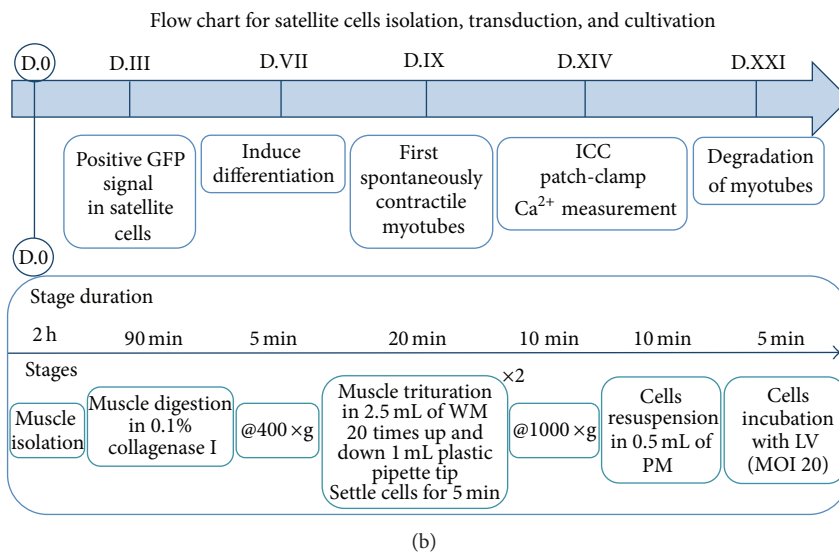 Flow chart for satellite cells isolation, transduction, and cultivation
D.0
D.III
D.VII
D.IX
D.XIV
D.XXI
Positive GFP
signal
in satellite
cells
Induce
differentiation
First
spontaneously
contractile
myotubes
ICC
patch-clamp
Ca²⁺ measurement
Degradation
of myotubes
D.0
Stage duration
2 h
90 min
5 min
20 min
10 min
10 min
5 min
Stages
Muscle
isolation
Muscle digestion
in 0.1%
collagenase I
@400 ×g
Muscle trituration
in 2.5 mL of WM
20 times up and
down 1 mL plastic
pipette tip
Settle cells for 5 min
×2
@1000 ×g
Cells
resuspension
in 0.5 mL of
PM
Cells
incubation
with LV
(MOI 20)
(b)